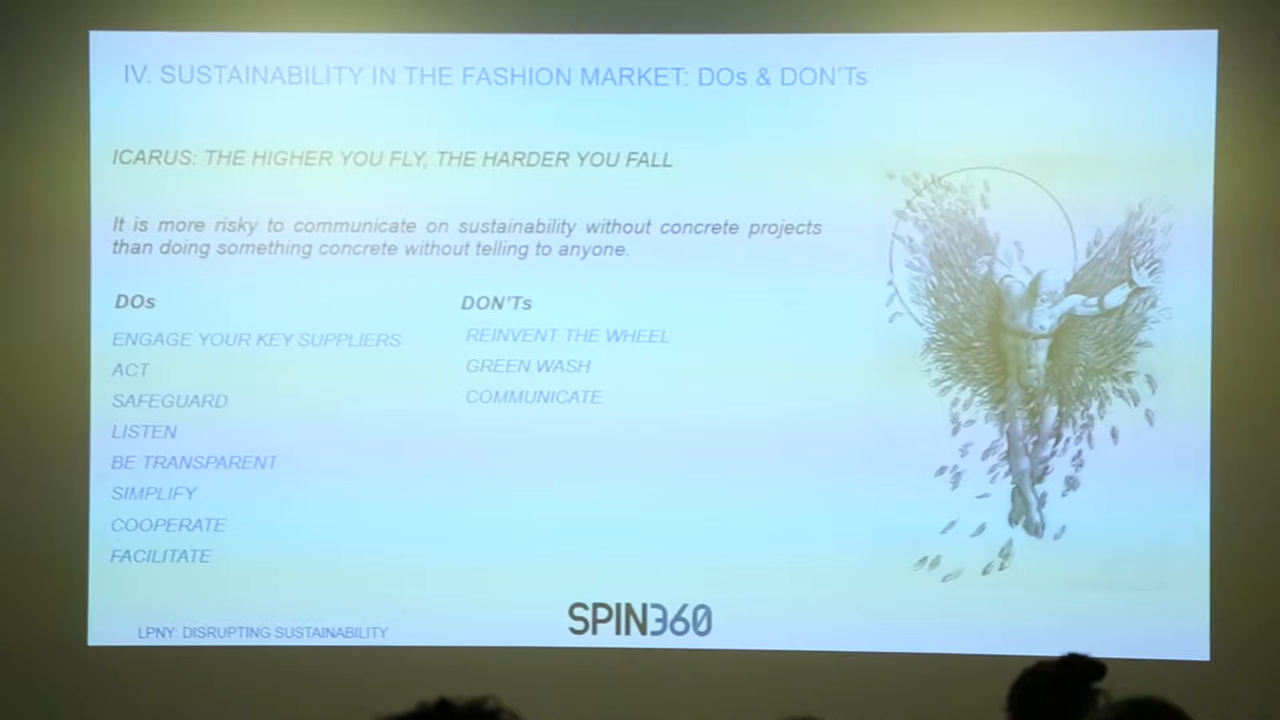 IV. SUSTAINABILITY IN THE FASHION MARKET: DOs & DON'Ts
ICARUS: THE HIGHER YOU FLY, THE HARDER YOU FALL
It is more risky to communicate on sustainability without concrete projects
than doing something concrete without telling to anyone.
DOs
ENGAGE YOUR KEY SUPPLIERS
ACT
SAFEGUARD
LISTEN
BE TRANSPARENT
SIMPLIFY
COOPERATE
FACILITATE
DON'Ts
REINVENT THE WHEEL
GREEN WASH
COMMUNICATE
LPNY: DISRUPTING SUSTAINABILITY
SPIN360